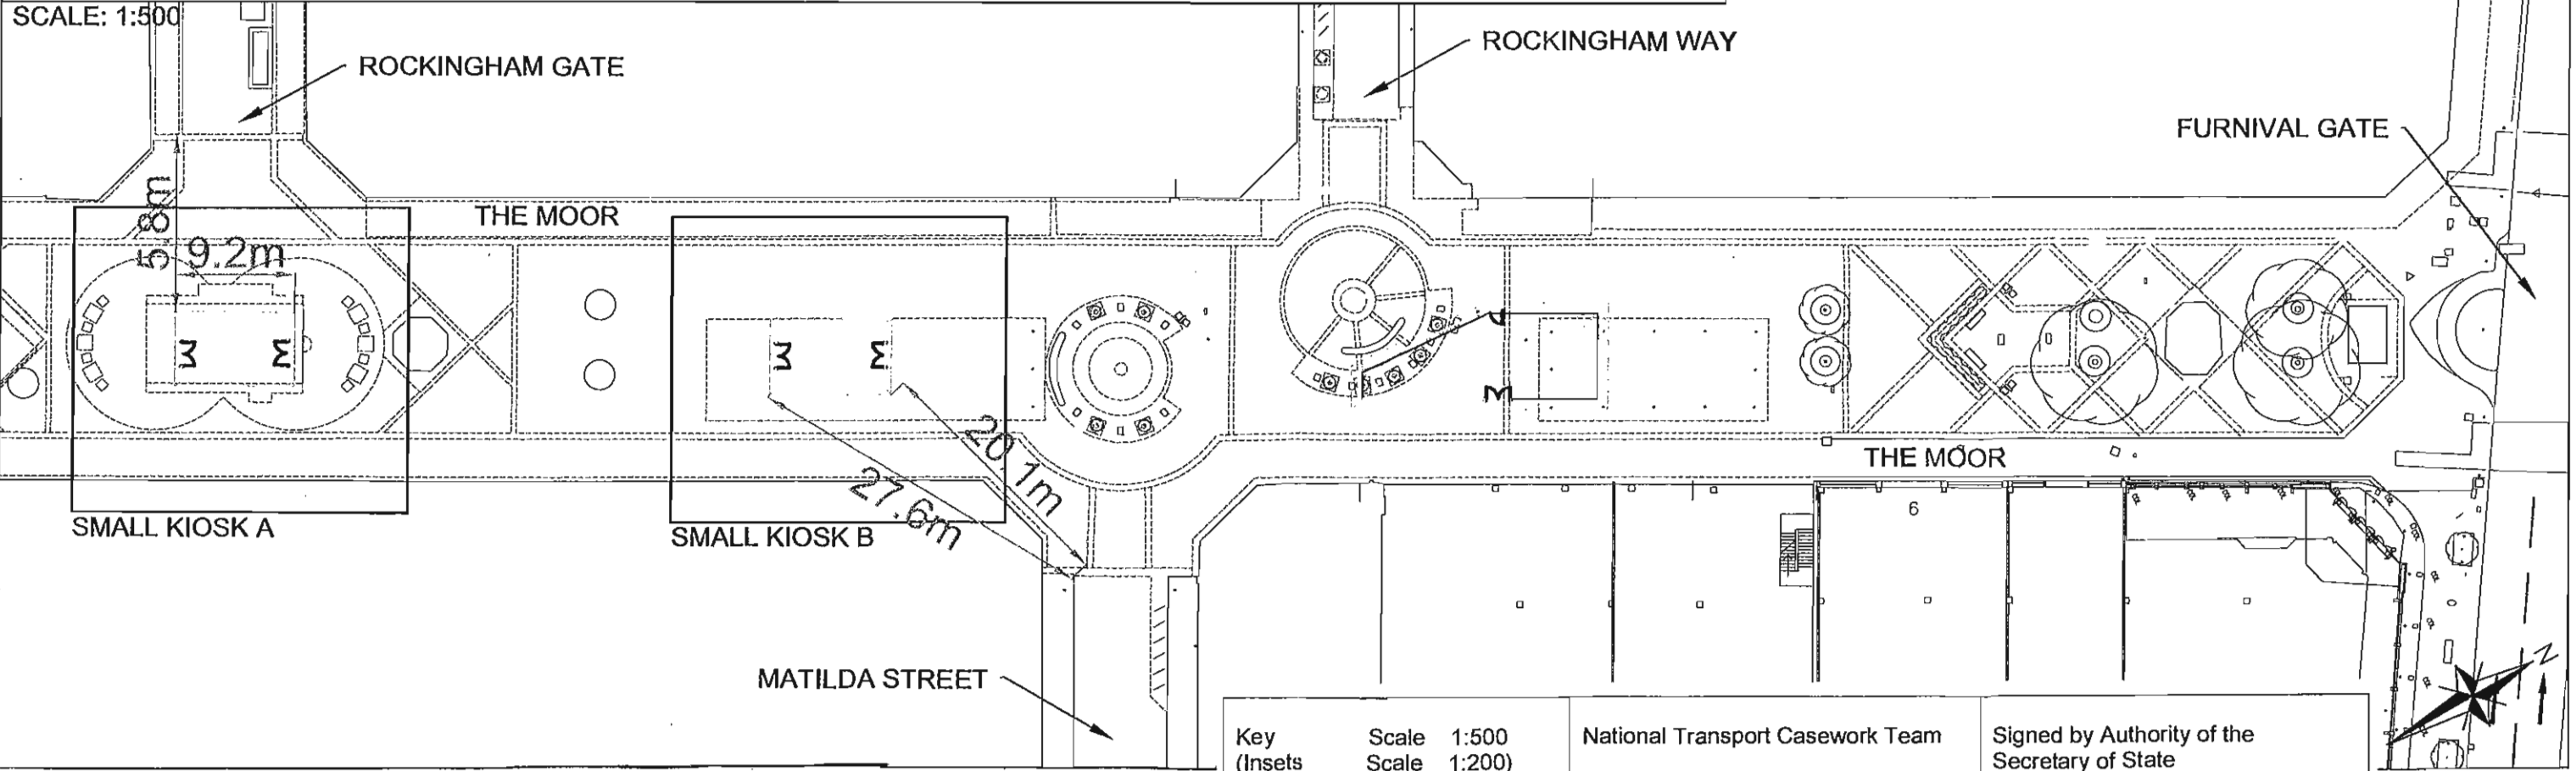 SCALE: 1:500
ROCKINGHAM GATE
ROCKINGHAM WAY
FURNIVAL GATE
THE MOOR
5.8m
9.2m
20.1m
27.6m
THE MOOR
6
SMALL KIOSK A
SMALL KIOSK B
MATILDA STREET
N
Key Scale 1:500
(Insets Scale 1:200)
National Transport Casework Team
Signed by Authority of the
Secretary of State